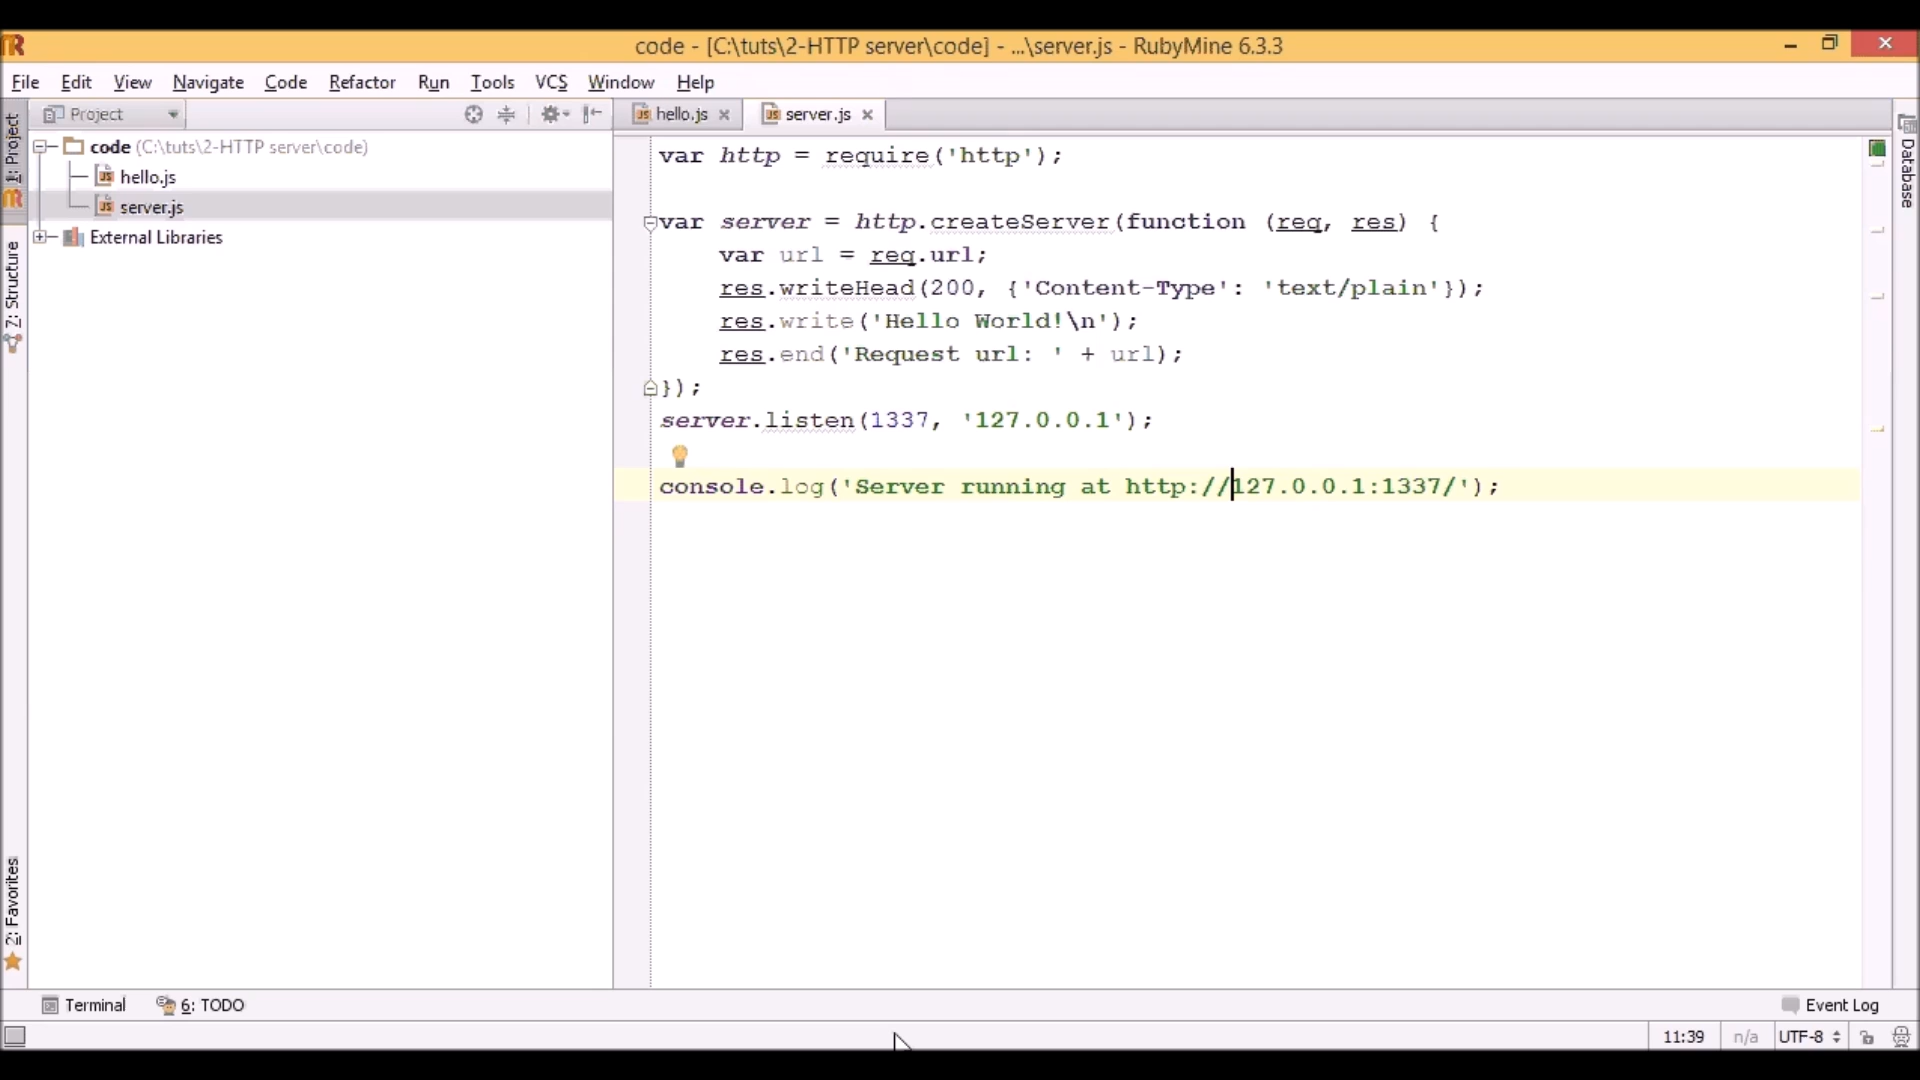 code - [C:\tuts\2-HTTP server\code] - ...\server.js - RubyMine 6.3.3
File Edit View Navigate Code Refactor Run Tools VCS Window Help
Project
hello.js
server.js
code (C:\tuts\2-HTTP server\code)
hello.js
server.js
External Libraries
1: Project
7: Structure
2: Favorites
var http = require('http');
var server = http.createServer(function (req, res) {
var url = req.url;
res.writeHead(200, {'Content-Type': 'text/plain'});
res.write('Hello World!\n');
res.end('Request url: ' + url);
});
server.listen(1337, '127.0.0.1');
console.log('Server running at http://127.0.0.1:1337/');
Database
Terminal
6: TODO
Event Log
11:39 n/a UTF-8